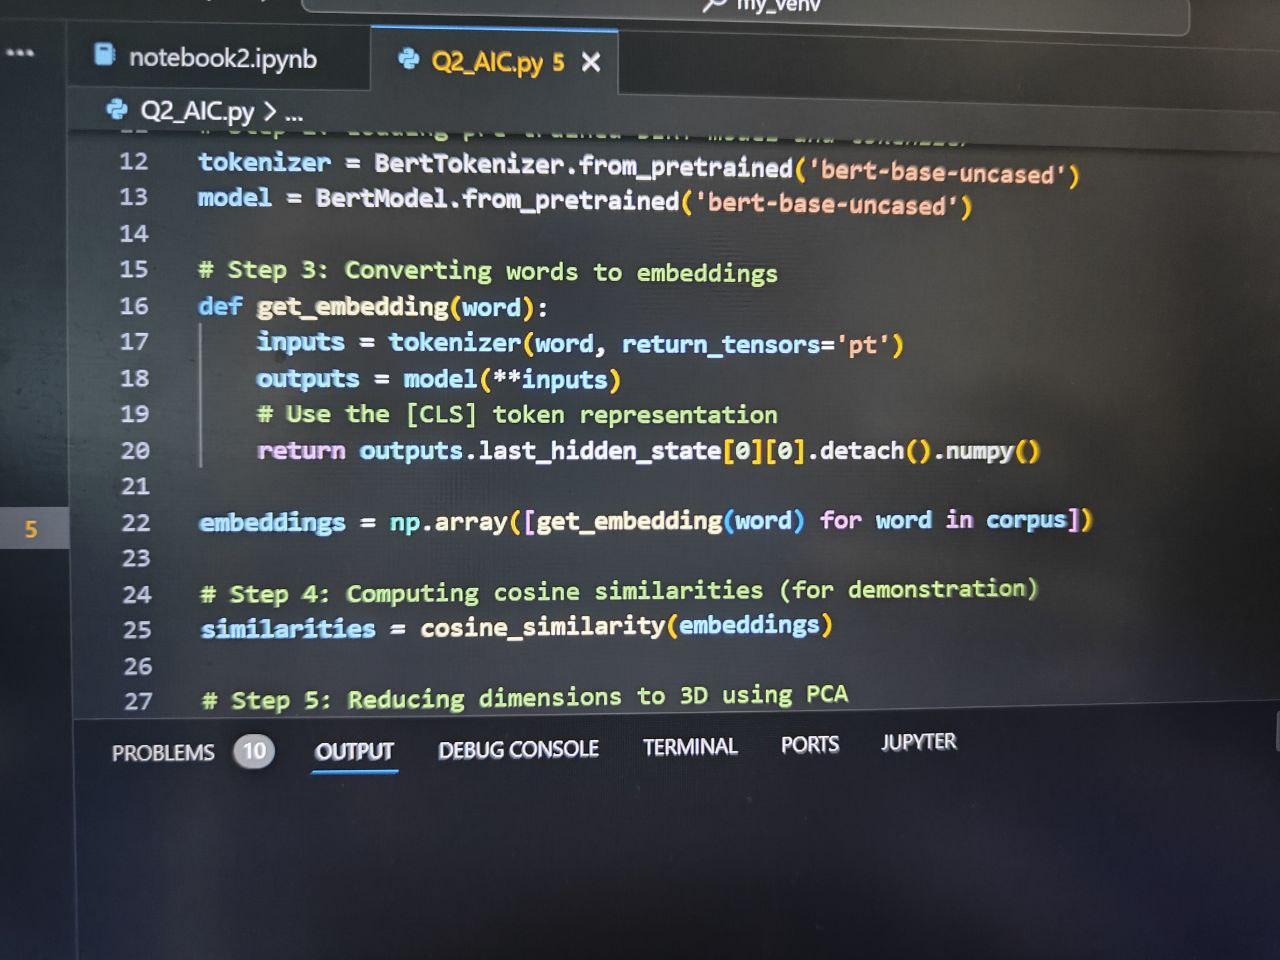 my_venv
notebook2.ipynb
Q2_AIC.py 5
Q2_AIC.py > ...
12 tokenizer = BertTokenizer.from_pretrained('bert-base-uncased')
13 model = BertModel.from_pretrained('bert-base-uncased')
14
15 # Step 3: Converting words to embeddings
16 def get_embedding(word):
17 inputs = tokenizer(word, return_tensors='pt')
18 outputs = model(**inputs)
19 # Use the [CLS] token representation
20 return outputs.last_hidden_state[0][0].detach().numpy()
21
22 embeddings = np.array([get_embedding(word) for word in corpus])
23
24 # Step 4: Computing cosine similarities (for demonstration)
25 similarities = cosine_similarity(embeddings)
26
27 # Step 5: Reducing dimensions to 3D using PCA
5
PROBLEMS 10 OUTPUT DEBUG CONSOLE TERMINAL PORTS JUPYTER